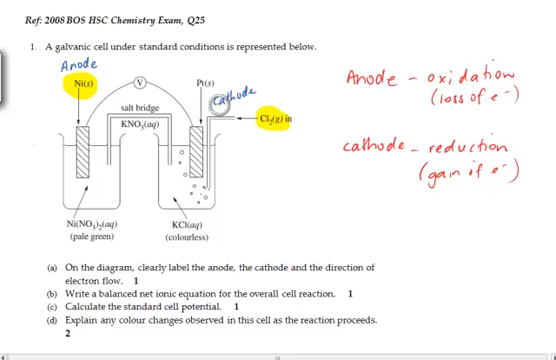 Ref: 2008 BOS HSC Chemistry Exam, Q25
1. A galvanic cell under standard conditions is represented below.
Anode
Ni(s)
V
Pt(s)
Cathode
salt bridge
KNO₃(aq)
Cl₂(g) in
Ni(NO₃)₂(aq)
(pale green)
KCl(aq)
(colourless)
Anode - oxidation
(loss of e⁻)
cathode - reduction
(gain if e⁻)
(a) On the diagram, clearly label the anode, the cathode and the direction of
electron flow. 1
(b) Write a balanced net ionic equation for the overall cell reaction. 1
(c) Calculate the standard cell potential. 1
(d) Explain any colour changes observed in this cell as the reaction proceeds.
2